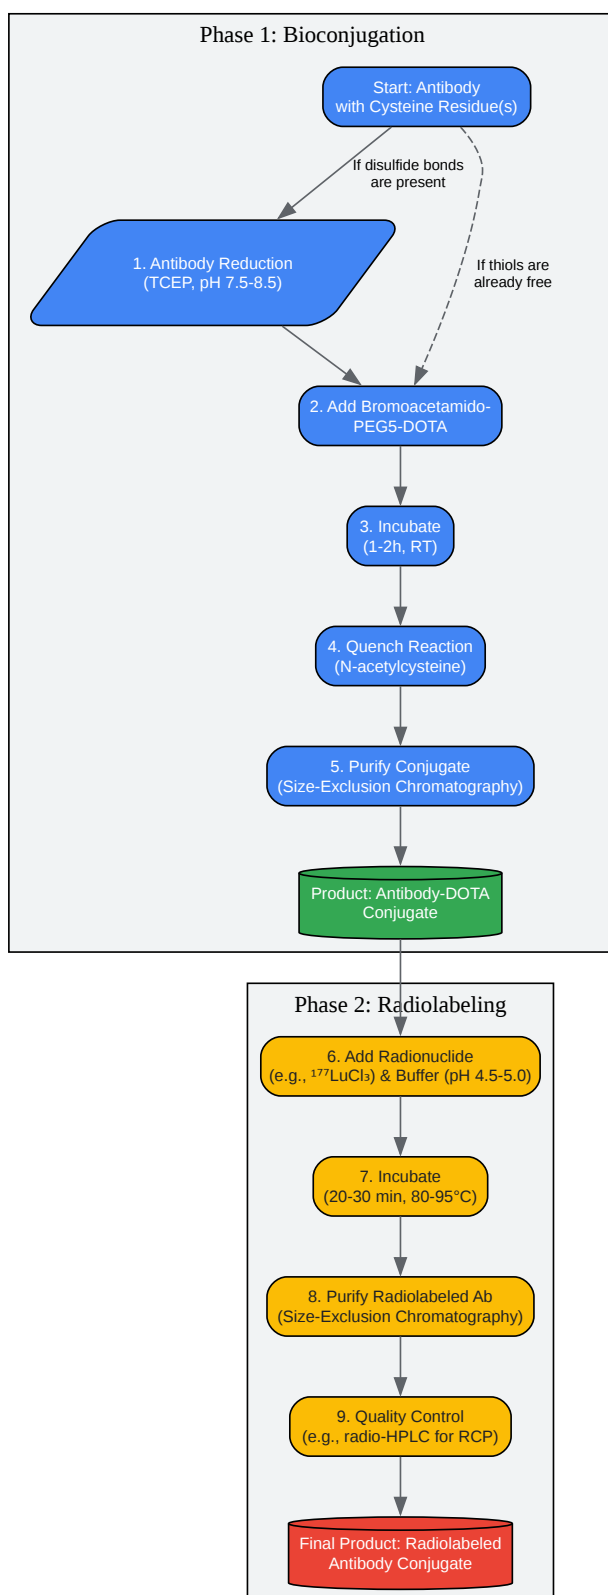 Phase 1: Bioconjugation
Start: Antibody
with Cysteine Residue(s)
If disulfide bonds
are present
1. Antibody Reduction
(TCEP, pH 7.5-8.5)
If thiols are
already free
2. Add Bromoacetamido-
PEG5-DOTA
3. Incubate
(1-2h, RT)
4. Quench Reaction
(N-acetylcysteine)
5. Purify Conjugate
(Size-Exclusion Chromatography)
Product: Antibody-DOTA
Conjugate
Phase 2: Radiolabeling
6. Add Radionuclide
(e.g., ¹⁷⁷LuCl₃) & Buffer (pH 4.5-5.0)
7. Incubate
(20-30 min, 80-95°C)
8. Purify Radiolabeled Ab
(Size-Exclusion Chromatography)
9. Quality Control
(e.g., radio-HPLC for RCP)
Final Product: Radiolabeled
Antibody Conjugate